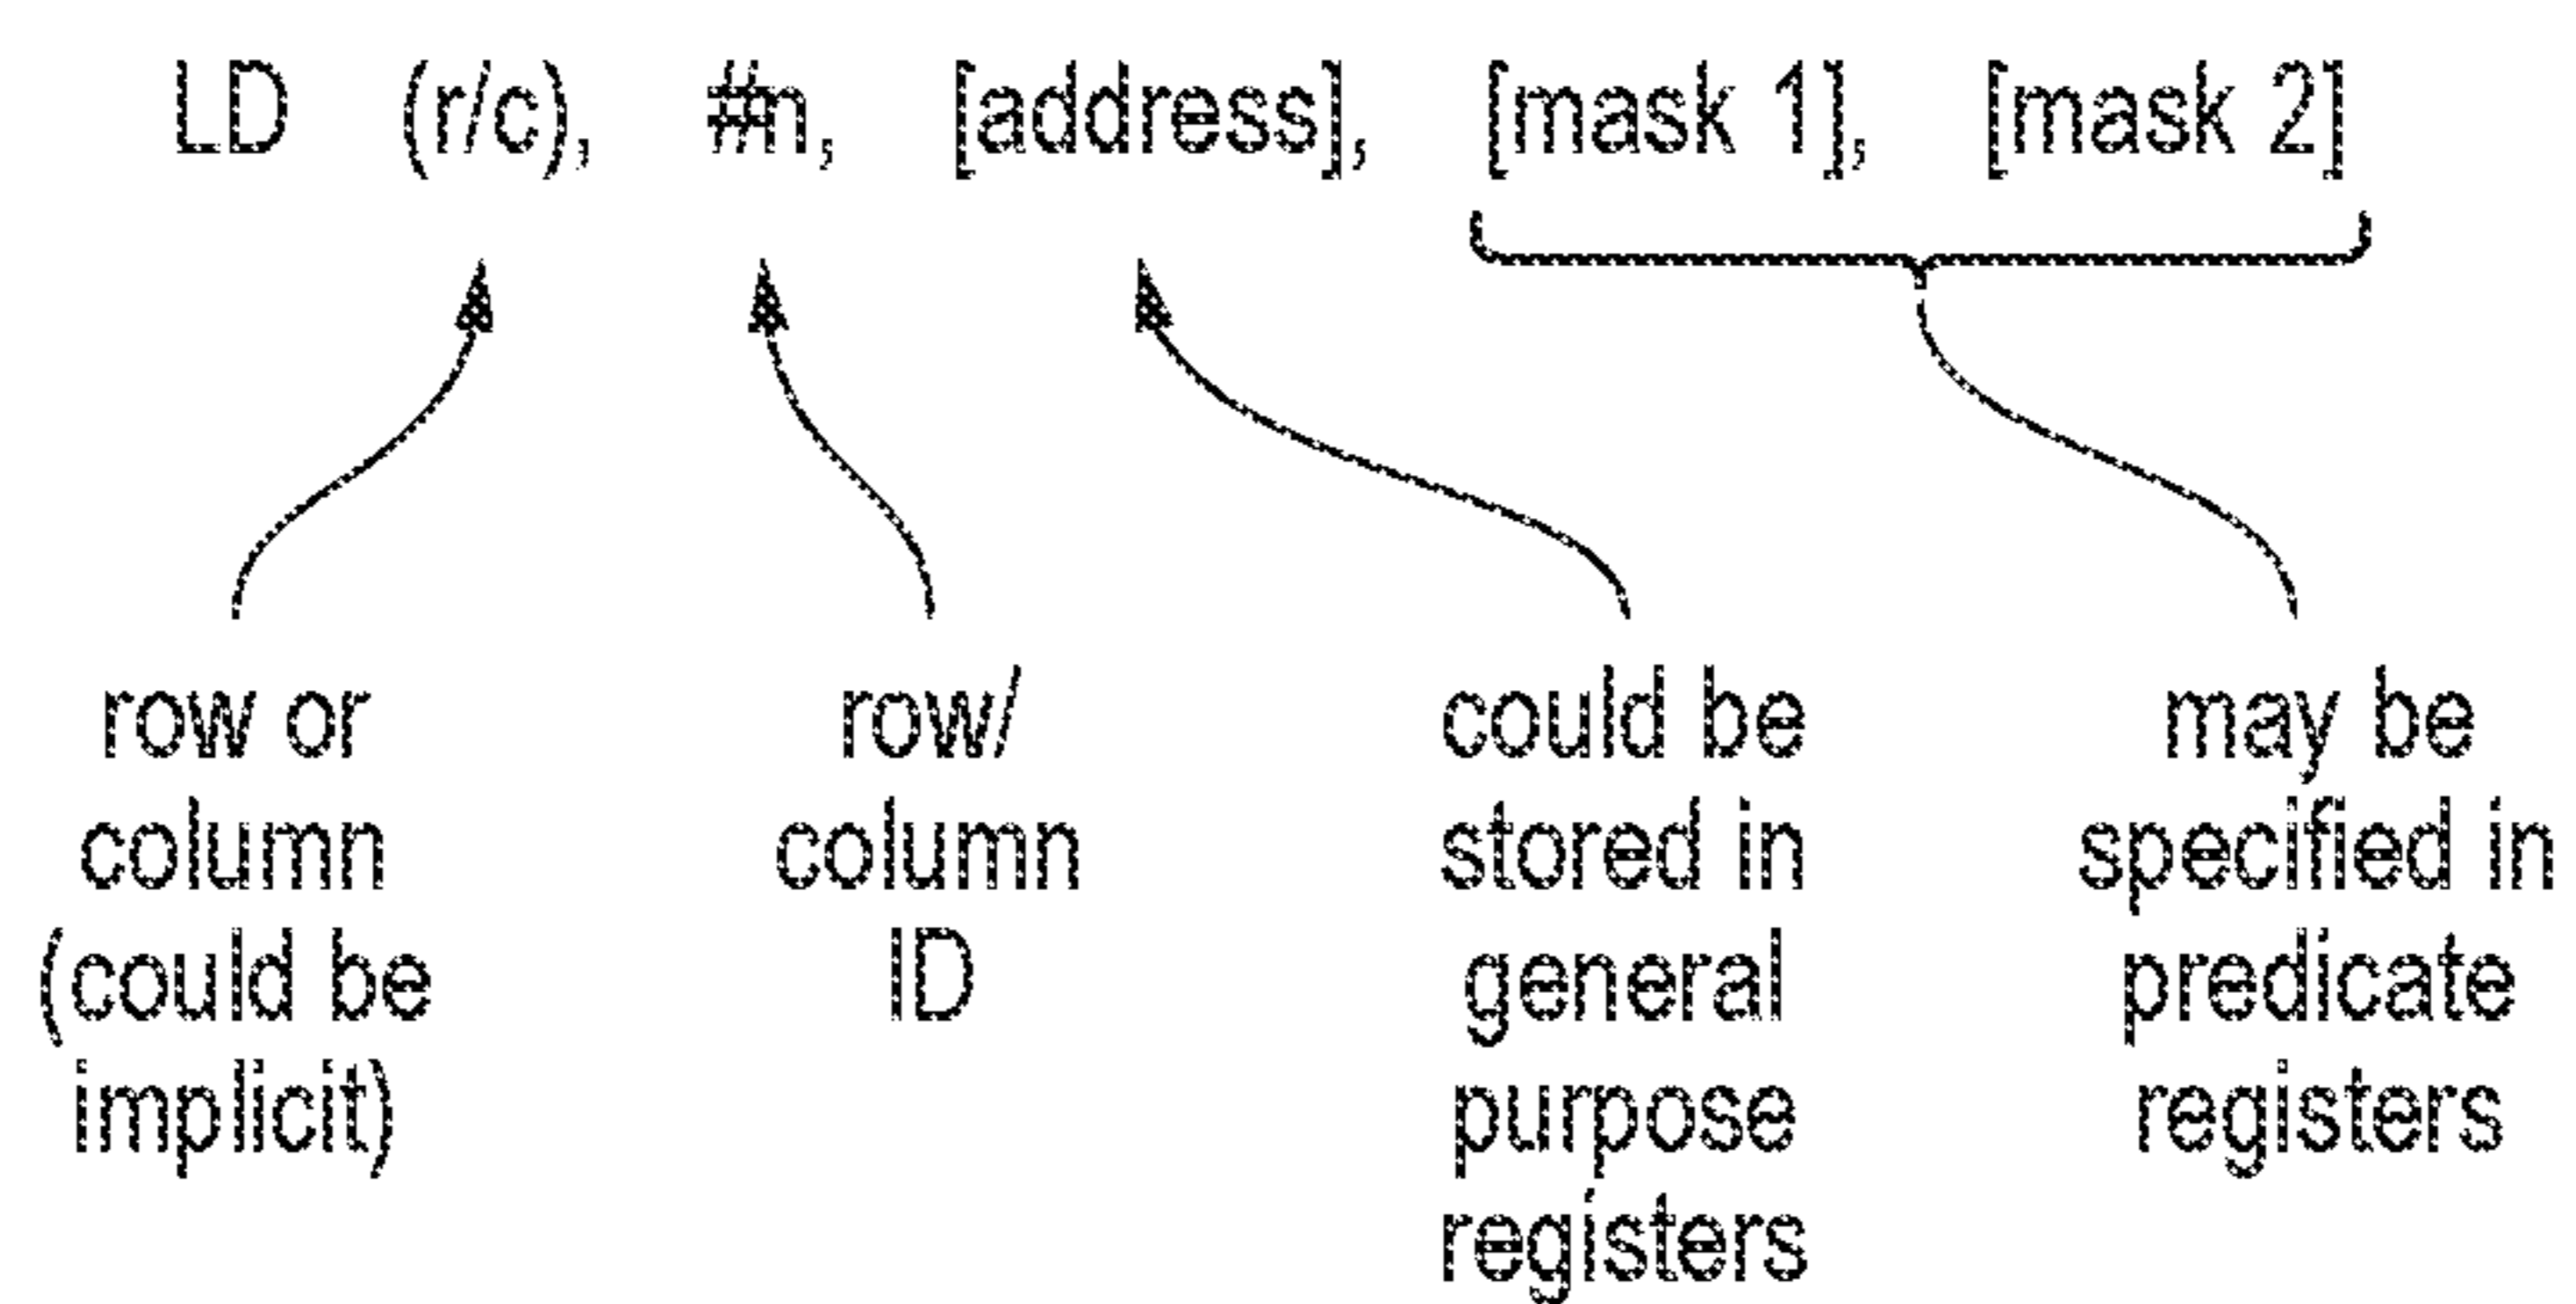 LD (r/c), #n, [address], [mask 1], [mask 2]
row or
column
(could be
implicit)
row/
column
ID
could be
stored in
general
purpose
registers
may be
specified in
predicate
registers